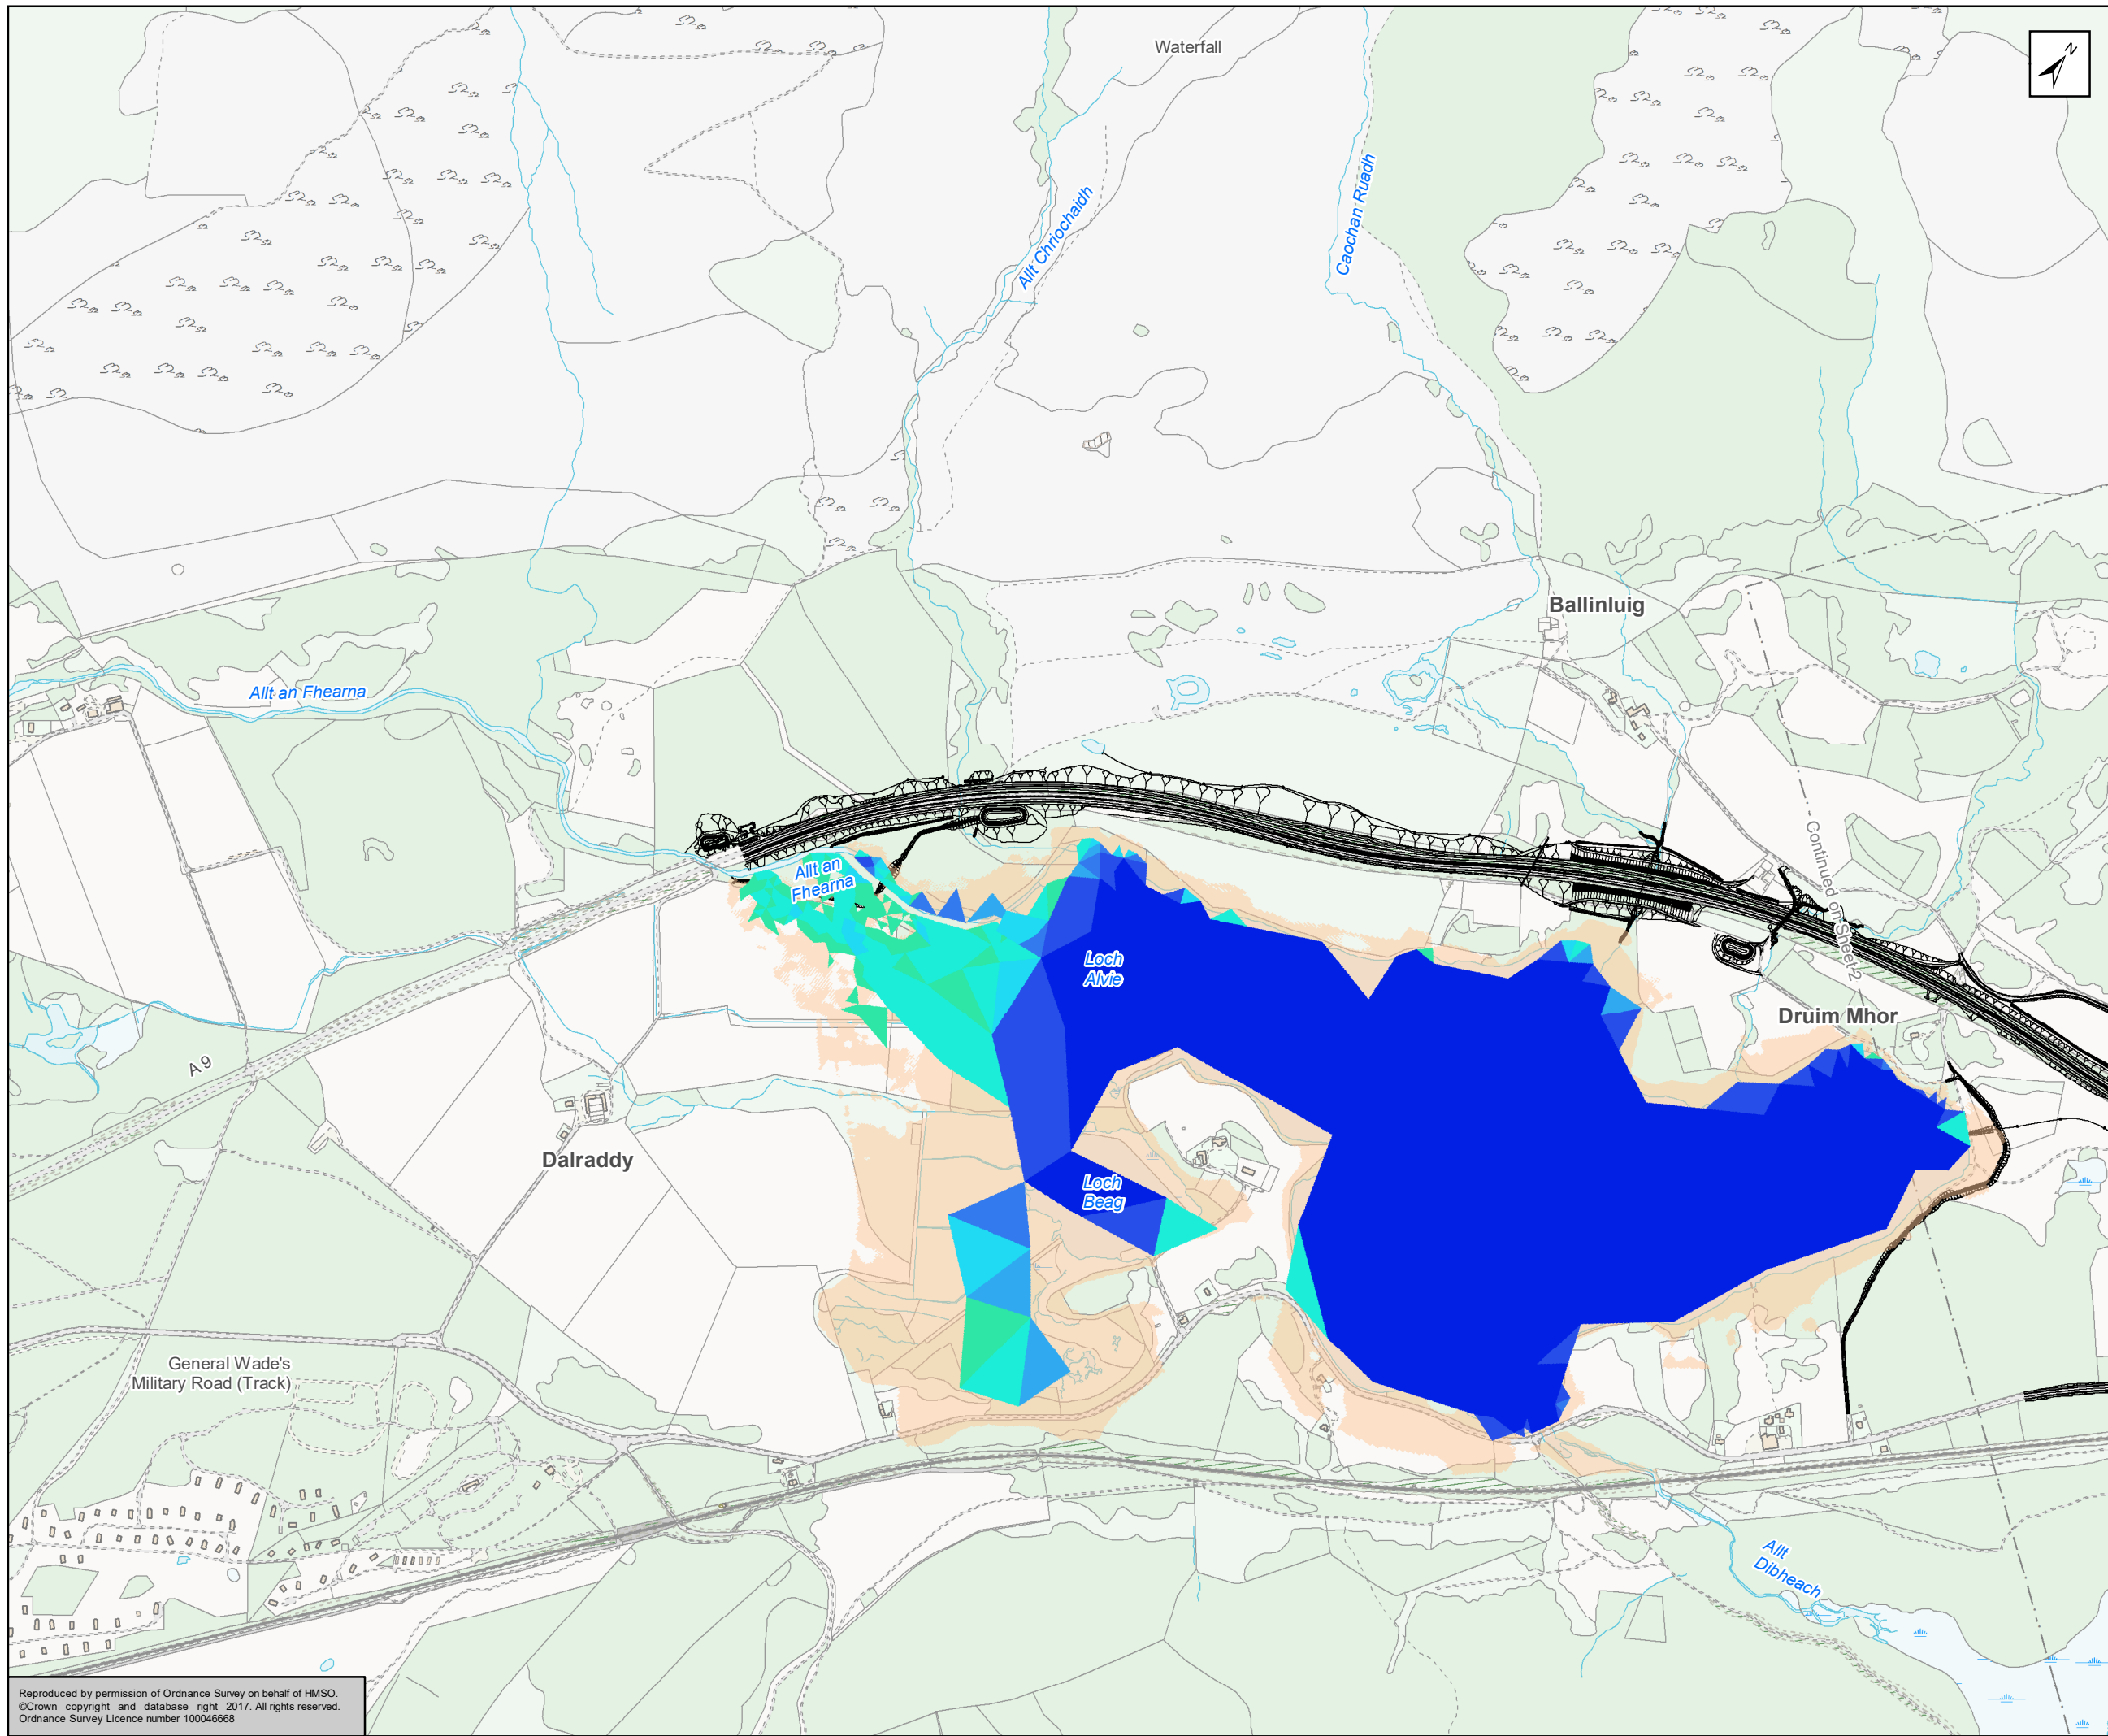 Waterfall
N
Allt Chriochaidh
Caochan Ruadh
Ballinluig
Allt an Fhearna
Allt an
Fhearna
Continued on Sheet 2
Loch
Alvie
Druim Mhor
A 9
Dalraddy
Loch
Beag
General Wade's
Military Road (Track)
Allt
Dibheach
Reproduced by permission of Ordnance Survey on behalf of HMSO.
©Crown copyright and database right 2017. All rights reserved.
Ordnance Survey Licence number 100046668